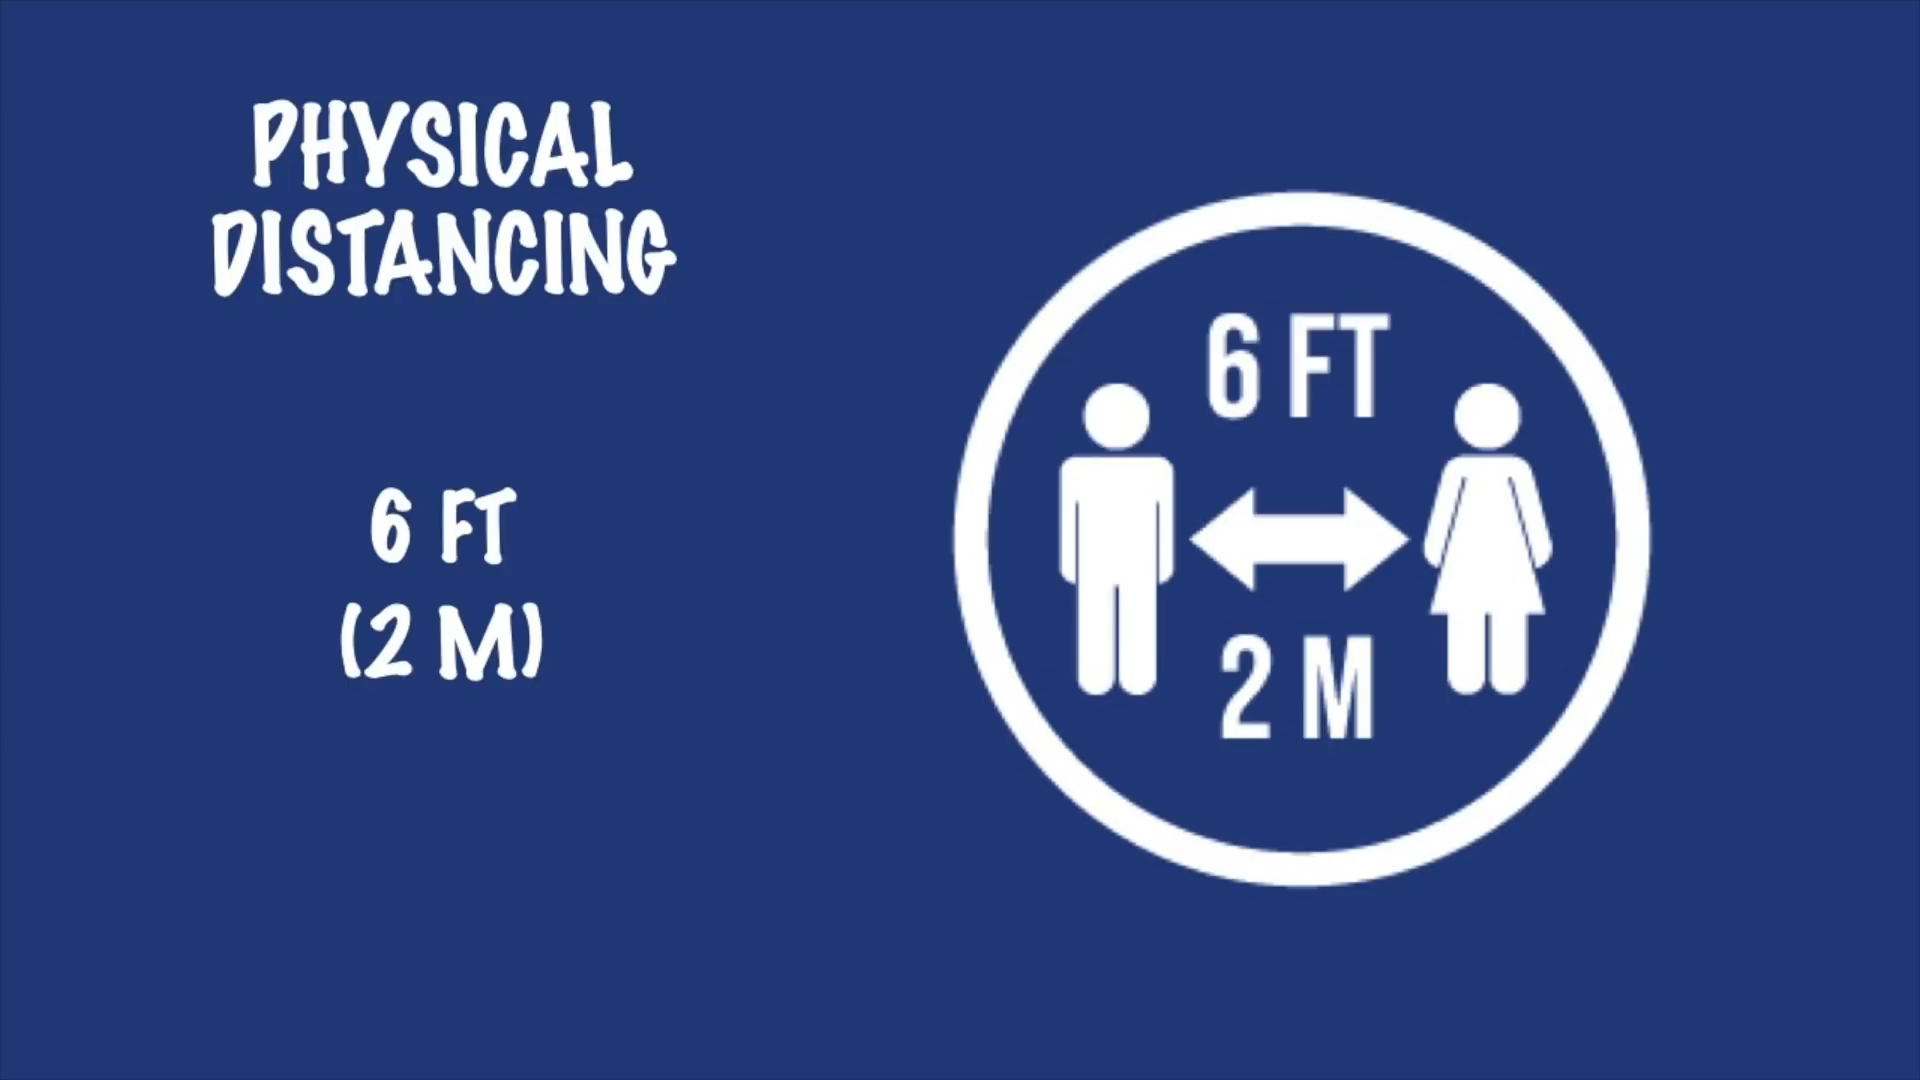 PHYSICAL
DISTANCING
6 FT
(2 M)
6 FT
2 M